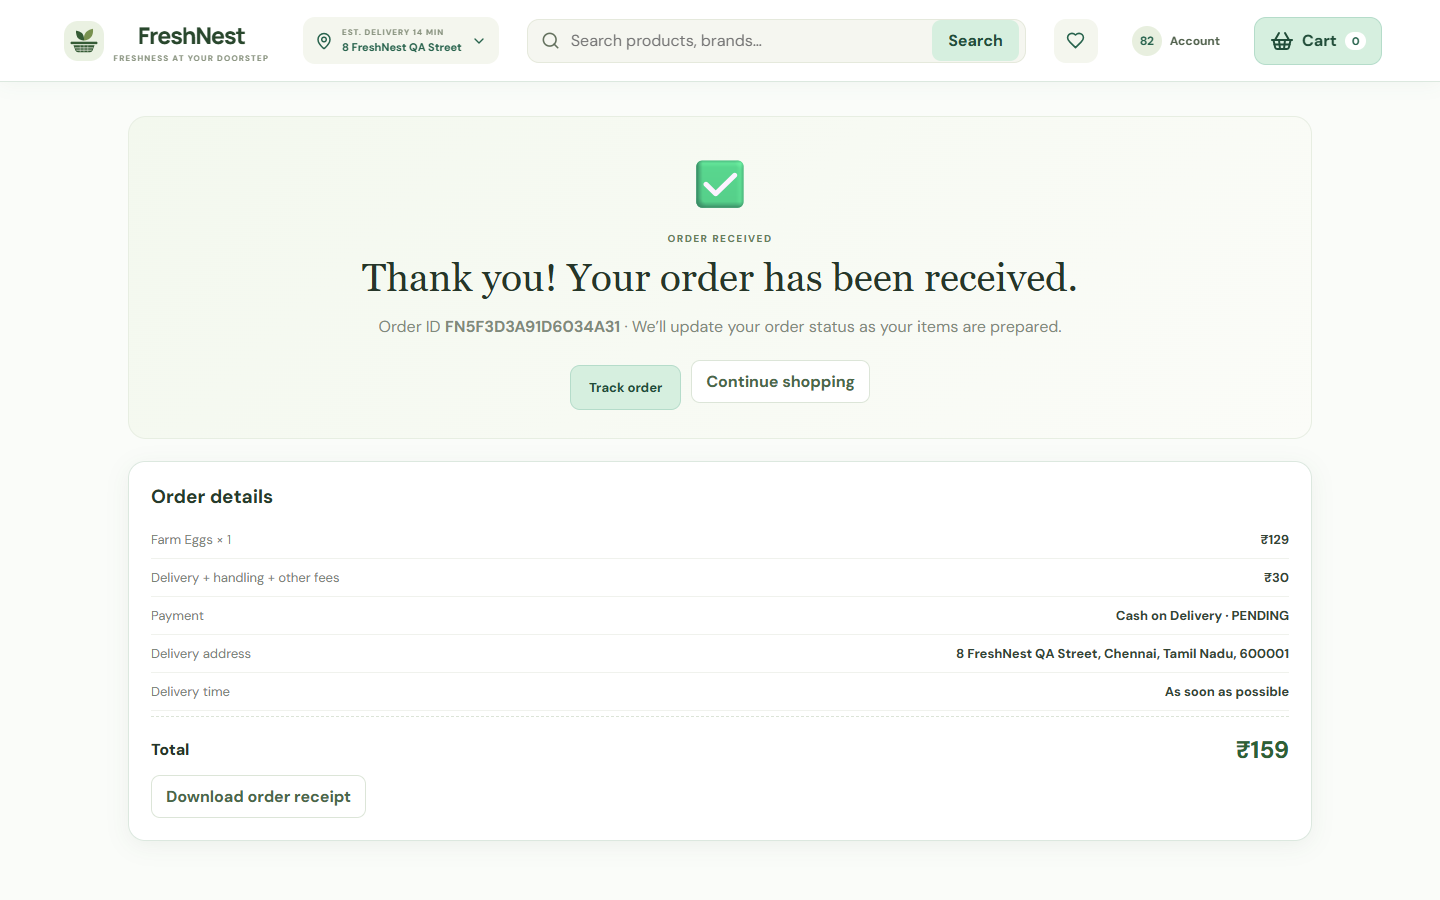 FreshNest
FRESHNESS AT YOUR DOORSTEP
EST. DELIVERY 14 MIN
8 FreshNest QA Street
Search products, brands...
Search
82
Account
Cart
0
ORDER RECEIVED
Thank you! Your order has been received.
Order ID FN5F3D3A91D6034A31 · We’ll update your order status as your items are prepared.
Track order
Continue shopping
Order details
Farm Eggs × 1 ₹129
Delivery + handling + other fees ₹30
Payment Cash on Delivery · PENDING
Delivery address 8 FreshNest QA Street, Chennai, Tamil Nadu, 600001
Delivery time As soon as possible
Total ₹159
Download order receipt